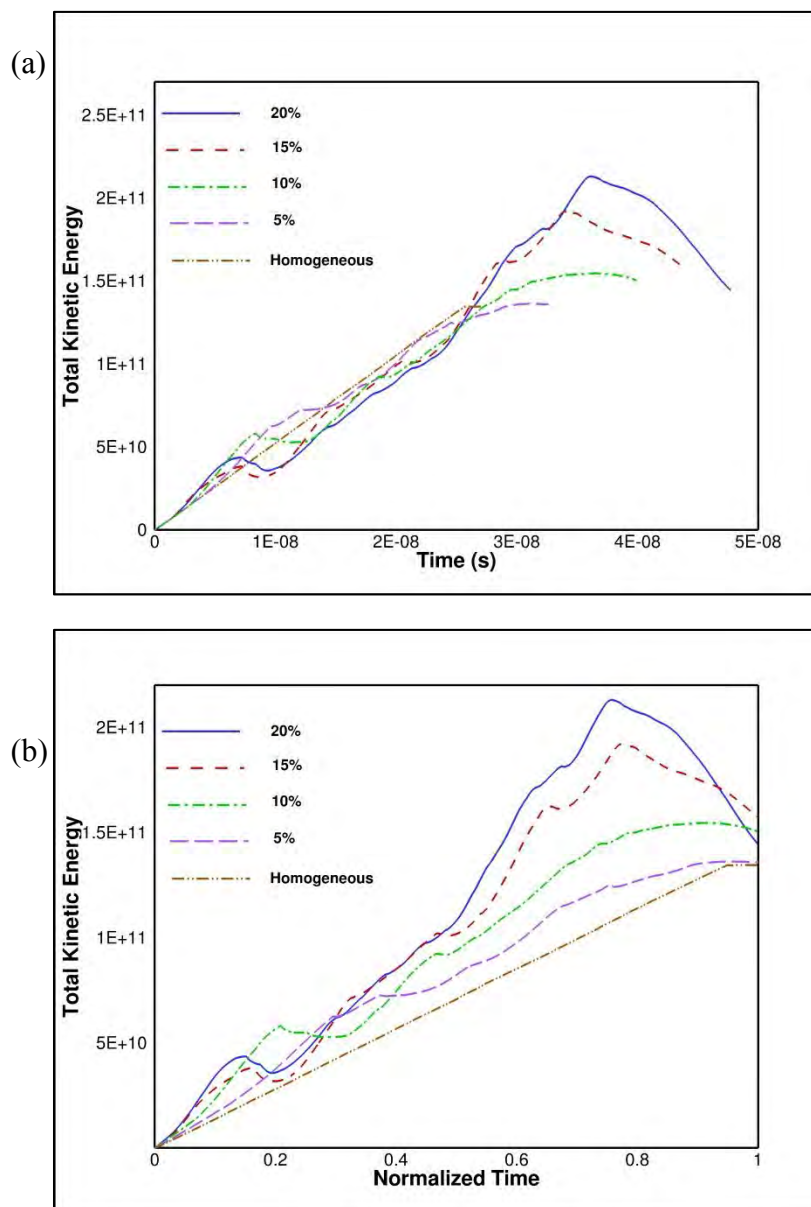 (a)
2.5E+11
2E+11
1.5E+11
1E+11
5E+10
0
Total Kinetic Energy
20%
15%
10%
5%
Homogeneous
0 1E-08 2E-08 3E-08 4E-08 5E-08
Time (s)
(b)
2E+11
1.5E+11
1E+11
5E+10
Total Kinetic Energy
20%
15%
10%
5%
Homogeneous
0 0.2 0.4 0.6 0.8 1
Normalized Time